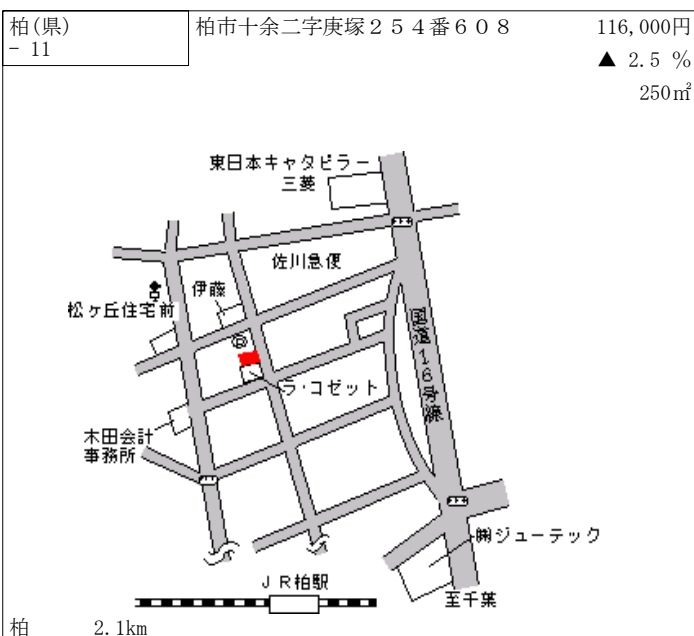 柏(県)
- 11
柏市十余二字庚塚２５４番６０８
116,000円
▲ 2.5 %
250㎡
東日本キャタピラー
三菱
佐川急便
伊藤
松ヶ丘住宅前
国道16号線
ラ・コゼット
木田会計
事務所
㈱ジューテック
ＪＲ柏駅
至千葉
柏 2.1km